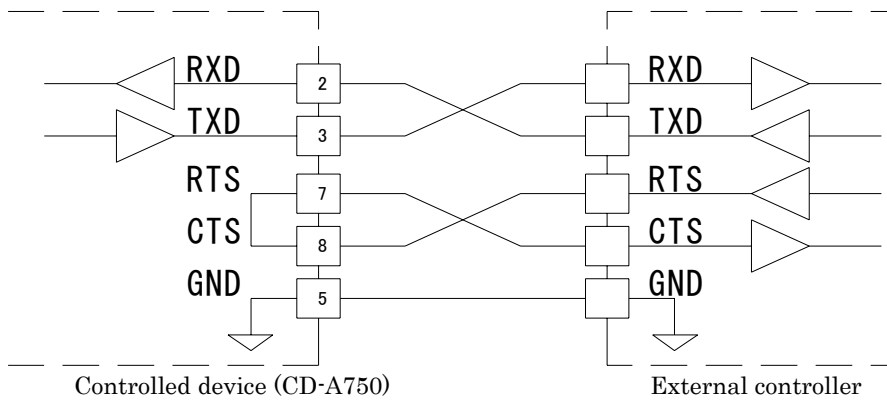 RXD 2 RXD
TXD 3 TXD
RTS 7 RTS
CTS 8 CTS
GND 5 GND
Controlled device (CD-A750) External controller